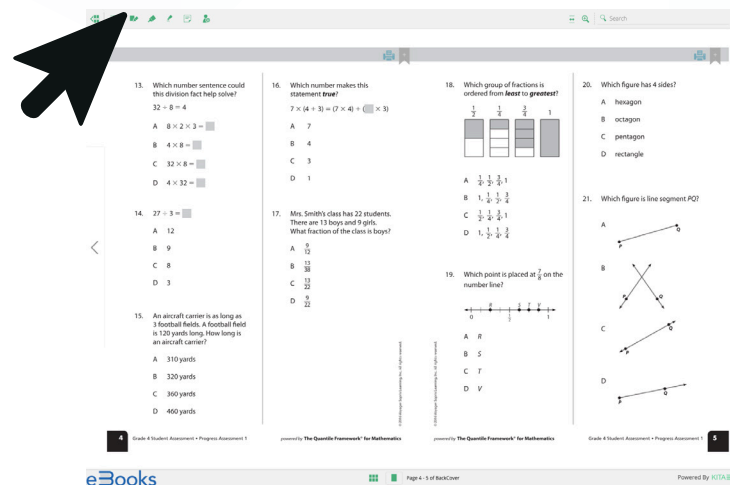 Search
13. Which number sentence could
this division fact help solve?
32 ÷ 8 = 4
A 8 × 2 × 3 =
B 4 × 8 =
C 32 × 8 =
D 4 × 32 =
14. 27 ÷ 3 =
A 12
B 9
C 8
D 3
15. An aircraft carrier is as long as
3 football fields. A football field
is 120 yards long. How long is
an aircraft carrier?
A 310 yards
B 320 yards
C 360 yards
D 460 yards
16. Which number makes this
statement true?
7 × (4 + 3) = (7 × 4) + ( × 3)
A 7
B 4
C 3
D 1
17. Mrs. Smith's class has 22 students.
There are 13 boys and 9 girls.
What fraction of the class is boys?
A 9/12
B 13/38
C 13/22
D 9/22
4 Grade 4 Student Assessment • Progress Assessment 1
powered by The Quantile Framework® for Mathematics
18. Which group of fractions is
ordered from least to greatest?
1/2 1/4 3/4 1
A 1/4, 1/2, 3/4, 1
B 1, 1/4, 1/2, 3/4
C 1/2, 1/4, 3/4, 1
D 1, 1/2, 1/4, 3/4
19. Which point is placed at 7/8 on the
number line?
R S T V
0 1/2 1
A R
B S
C T
D V
20. Which figure has 4 sides?
A hexagon
B octagon
C pentagon
D rectangle
21. Which figure is line segment PQ?
A
P Q
B
P Q
C
P Q
D
P Q
powered by The Quantile Framework® for Mathematics
Grade 4 Student Assessment • Progress Assessment 1 5
eBooks
Page 4 - 5 of BackCover
Powered By